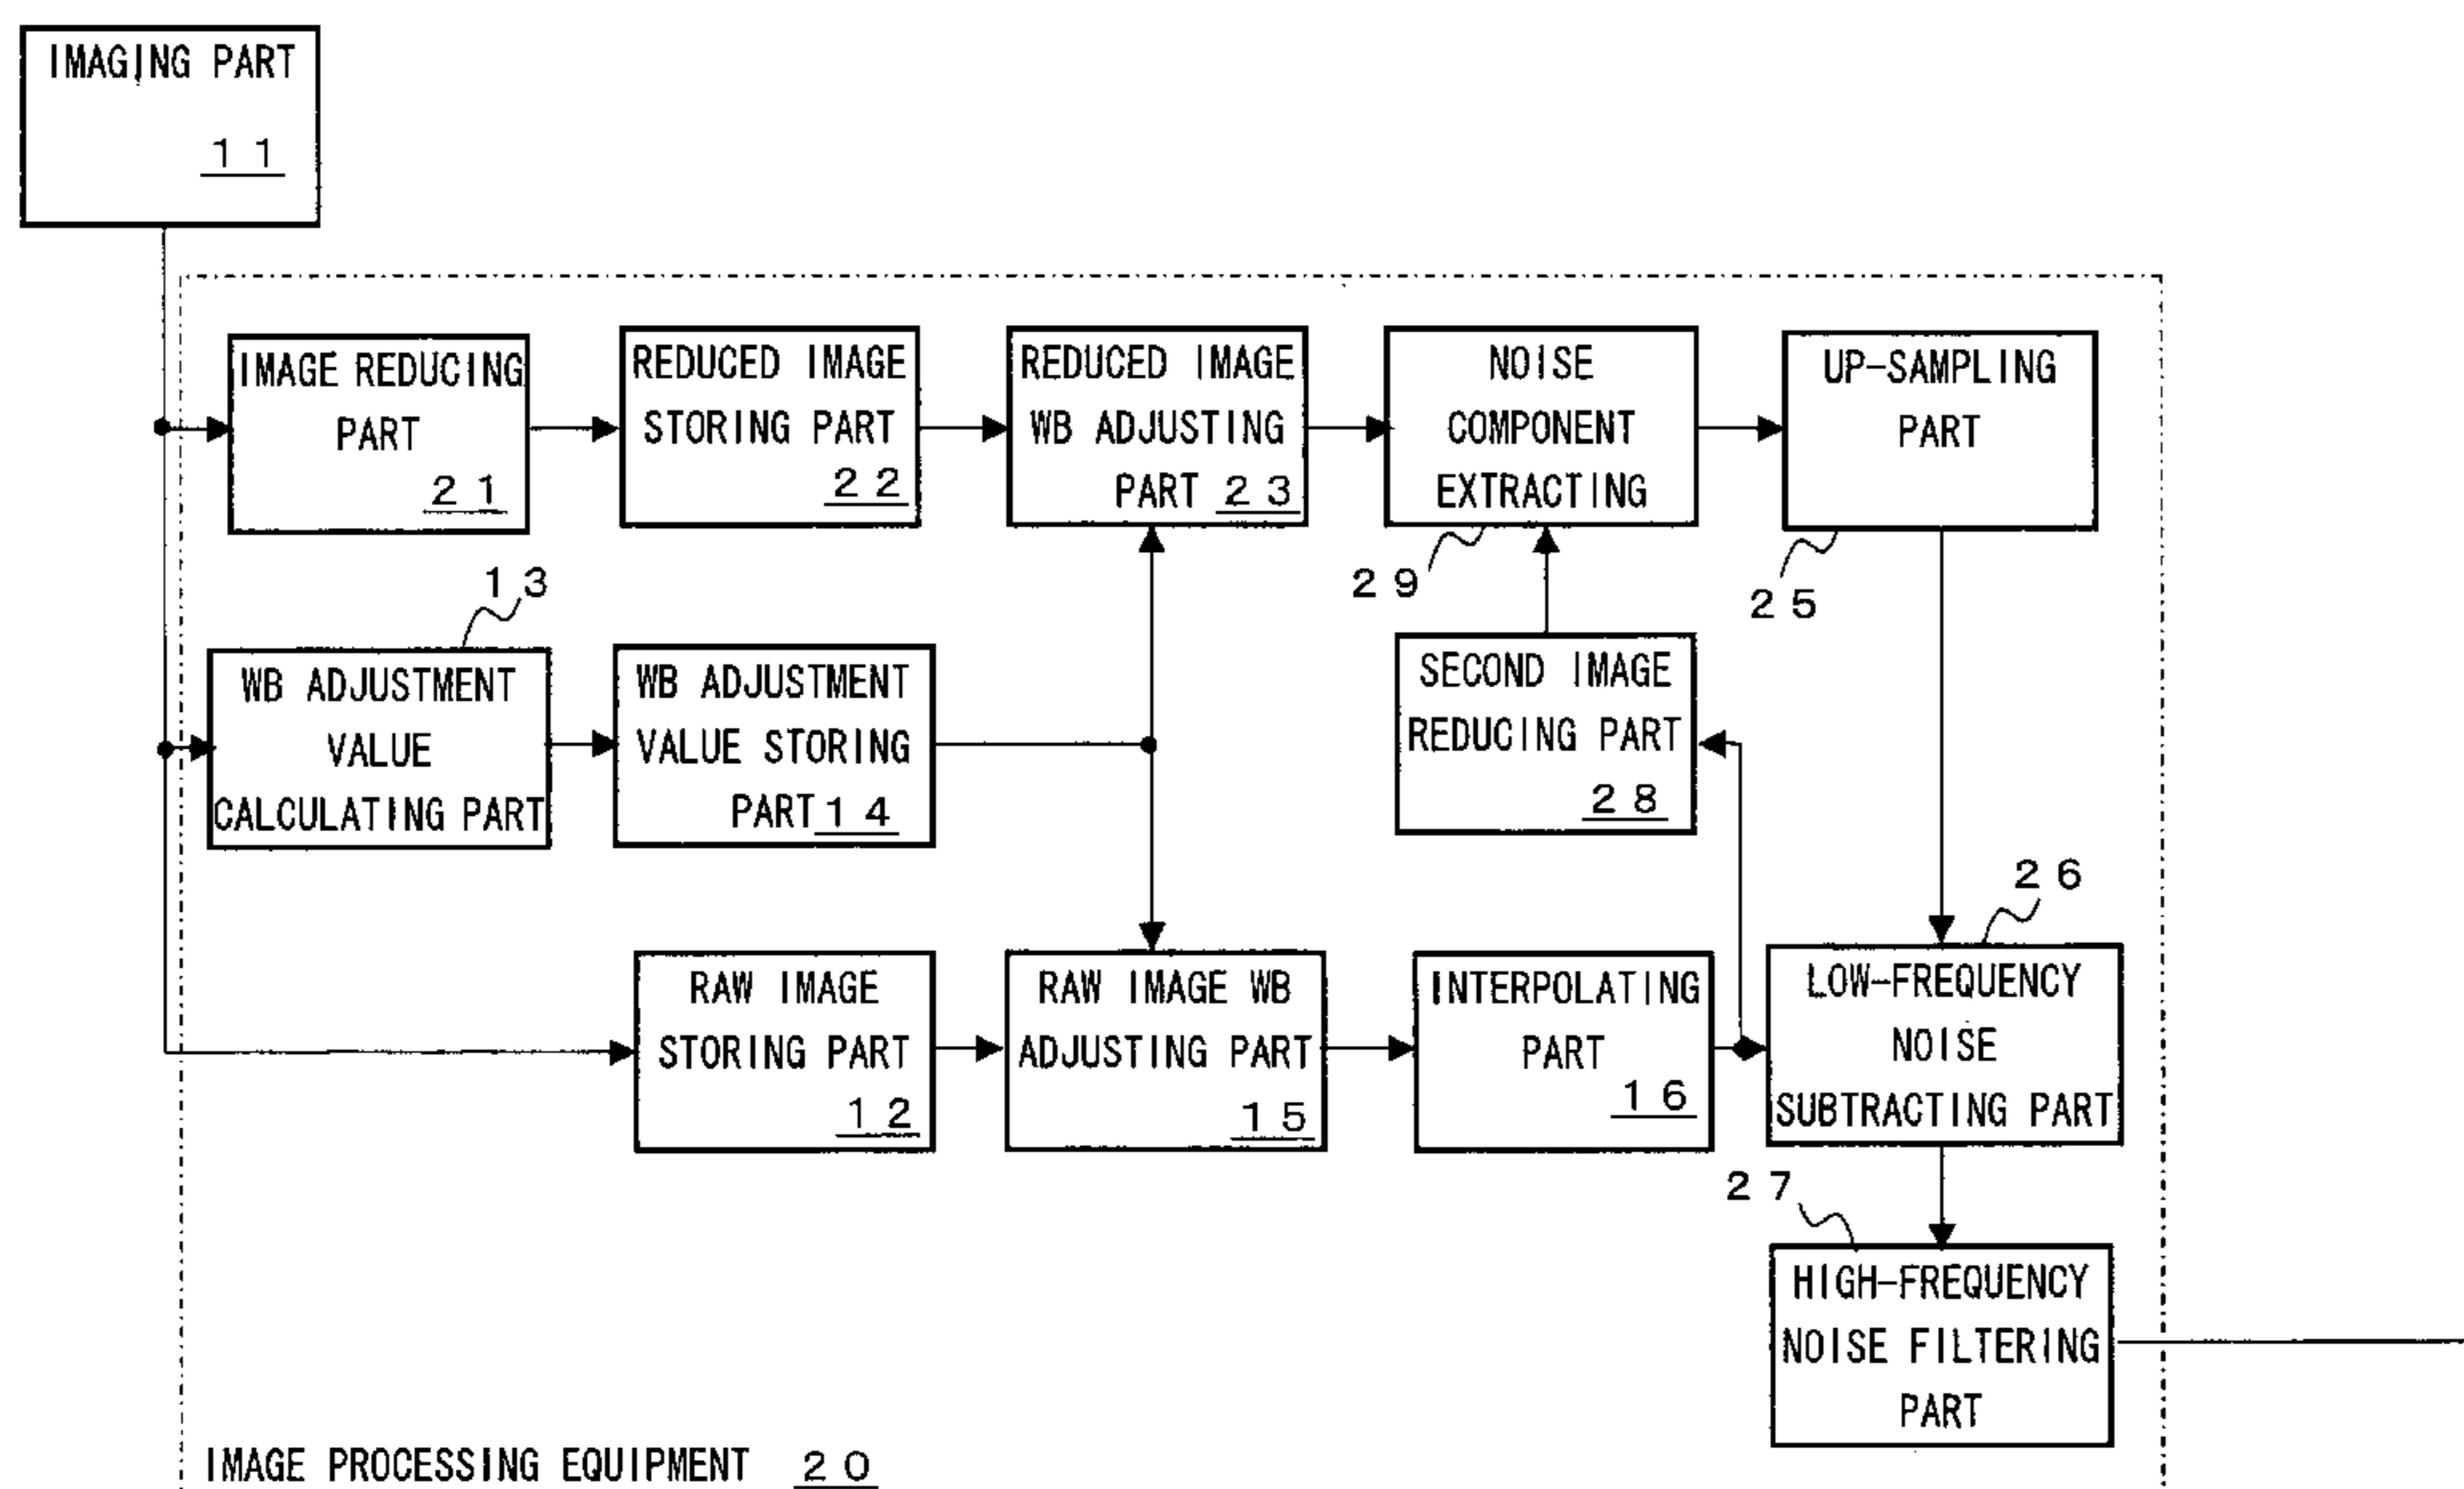 IMAGING PART
11
IMAGE REDUCING
PART
21
REDUCED IMAGE
STORING PART
22
REDUCED IMAGE
WB ADJUSTING
PART 23
NOISE
COMPONENT
EXTRACTING
29
UP-SAMPLING
PART
25
13
WB ADJUSTMENT
VALUE
CALCULATING PART
WB ADJUSTMENT
VALUE STORING
PART 14
SECOND IMAGE
REDUCING PART
28
RAW IMAGE
STORING PART
12
RAW IMAGE WB
ADJUSTING PART
15
INTERPOLATING
PART
16
26
LOW-FREQUENCY
NOISE
SUBTRACTING PART
27
HIGH-FREQUENCY
NOISE FILTERING
PART
IMAGE PROCESSING EQUIPMENT 20